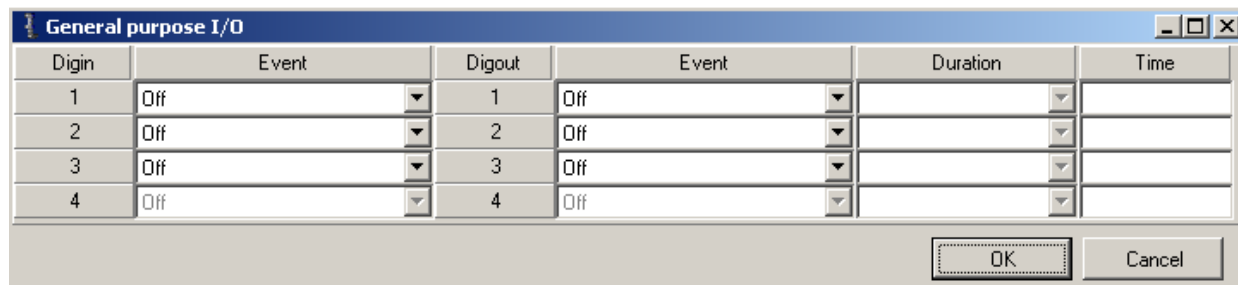 General purpose I/O
Digin Event Digout Event Duration Time
1 Off 1 Off
2 Off 2 Off
3 Off 3 Off
4 Off 4 Off
OK Cancel